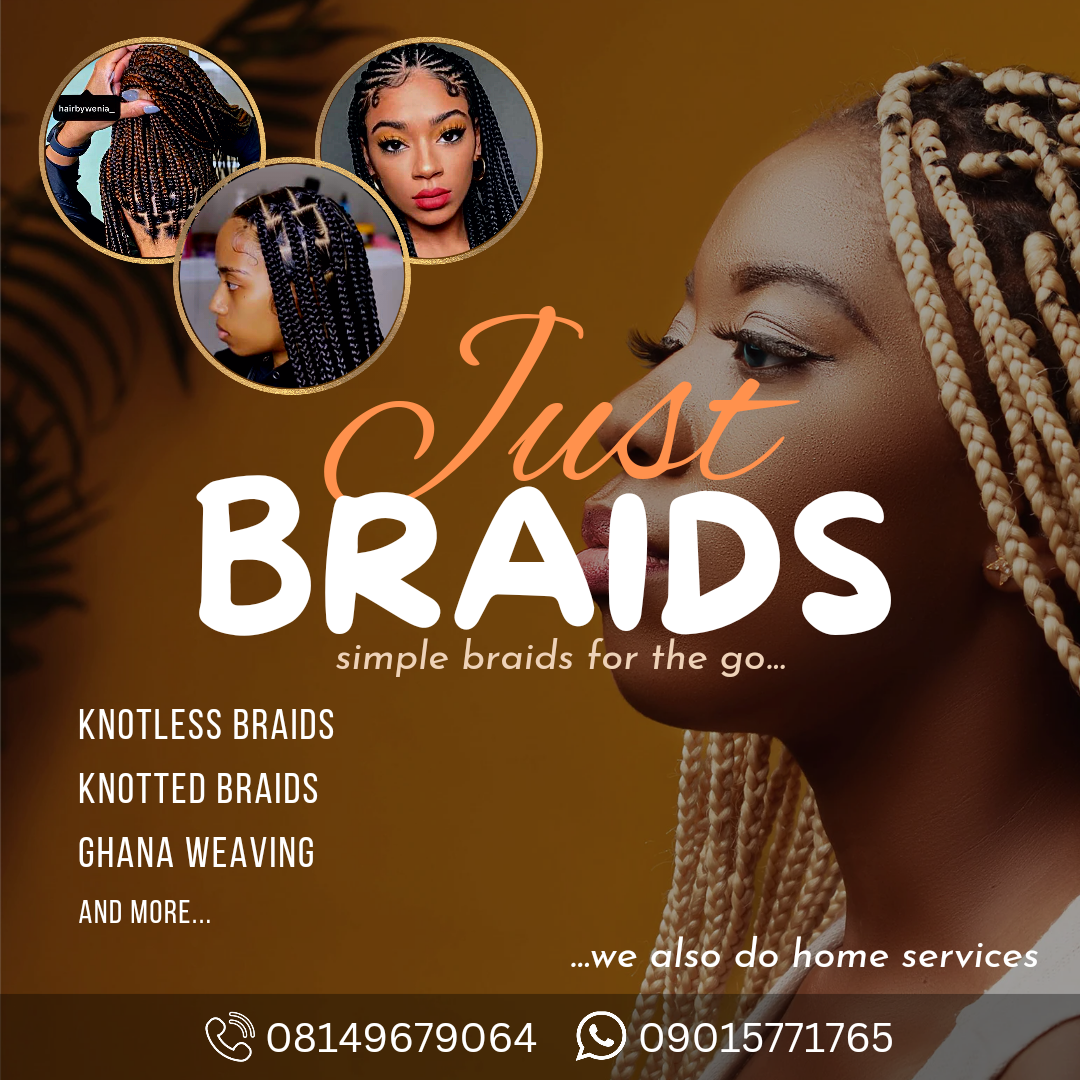 hairbywenia_
Just
BRAIDS
simple braids for the go...
KNOTLESS BRAIDS
KNOTTED BRAIDS
GHANA WEAVING
AND MORE...
...we also do home services
08149679064
09015771765